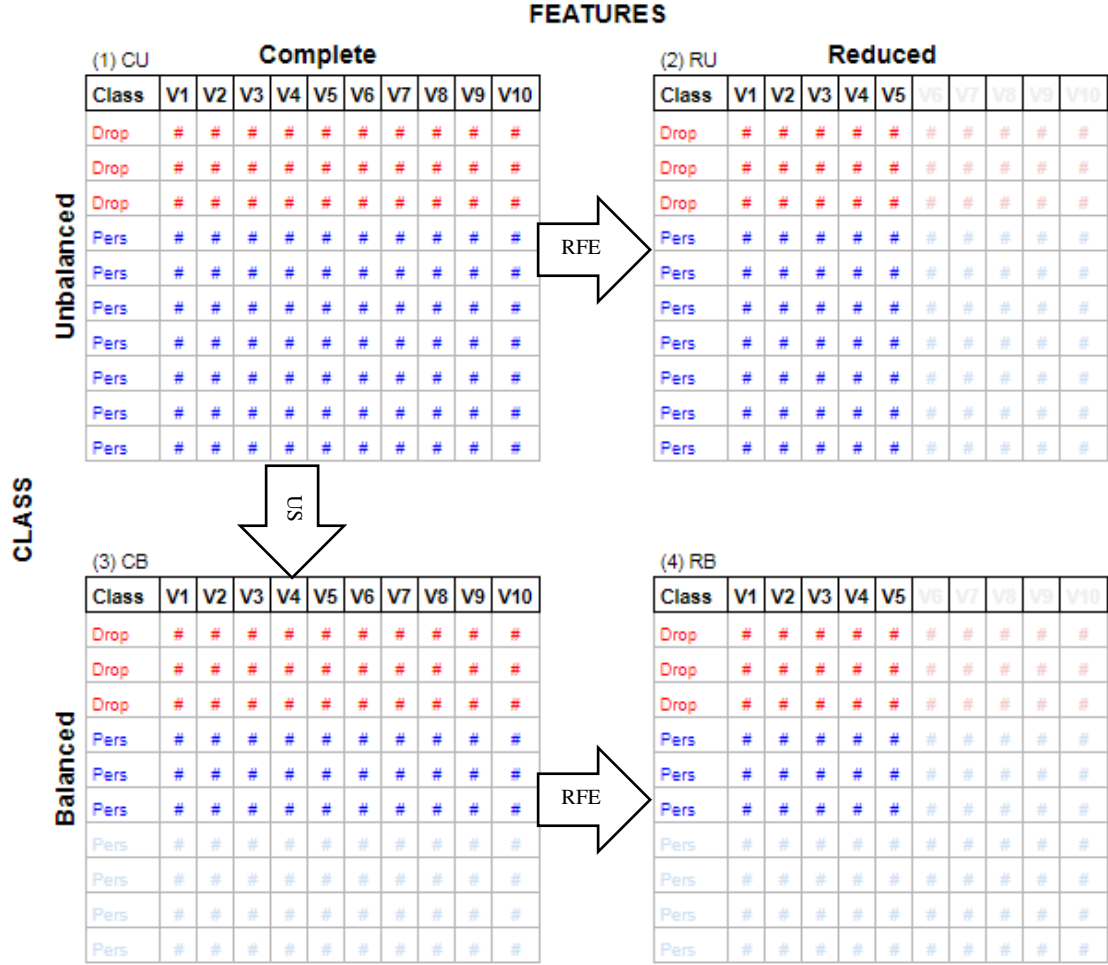 FEATURES
Complete
Reduced
(1) CU
Class V1 V2 V3 V4 V5 V6 V7 V8 V9 V10
Drop # # # # # # # # # #
Drop # # # # # # # # # #
Drop # # # # # # # # # #
Pers # # # # # # # # # #
Pers # # # # # # # # # #
Pers # # # # # # # # # #
Pers # # # # # # # # # #
Pers # # # # # # # # # #
Pers # # # # # # # # # #
Pers # # # # # # # # # #
RFE
(2) RU
Class V1 V2 V3 V4 V5 V6 V7 V8 V9 V10
Drop # # # # # # # # # #
Drop # # # # # # # # # #
Drop # # # # # # # # # #
Pers # # # # # # # # # #
Pers # # # # # # # # # #
Pers # # # # # # # # # #
Pers # # # # # # # # # #
Pers # # # # # # # # # #
Pers # # # # # # # # # #
Pers # # # # # # # # # #
Unbalanced
US
CLASS
(3) CB
Class V1 V2 V3 V4 V5 V6 V7 V8 V9 V10
Drop # # # # # # # # # #
Drop # # # # # # # # # #
Drop # # # # # # # # # #
Pers # # # # # # # # # #
Pers # # # # # # # # # #
Pers # # # # # # # # # #
Pers # # # # # # # # # #
Pers # # # # # # # # # #
Pers # # # # # # # # # #
Pers # # # # # # # # # #
RFE
(4) RB
Class V1 V2 V3 V4 V5 V6 V7 V8 V9 V10
Drop # # # # # # # # # #
Drop # # # # # # # # # #
Drop # # # # # # # # # #
Pers # # # # # # # # # #
Pers # # # # # # # # # #
Pers # # # # # # # # # #
Pers # # # # # # # # # #
Pers # # # # # # # # # #
Pers # # # # # # # # # #
Pers # # # # # # # # # #
Balanced